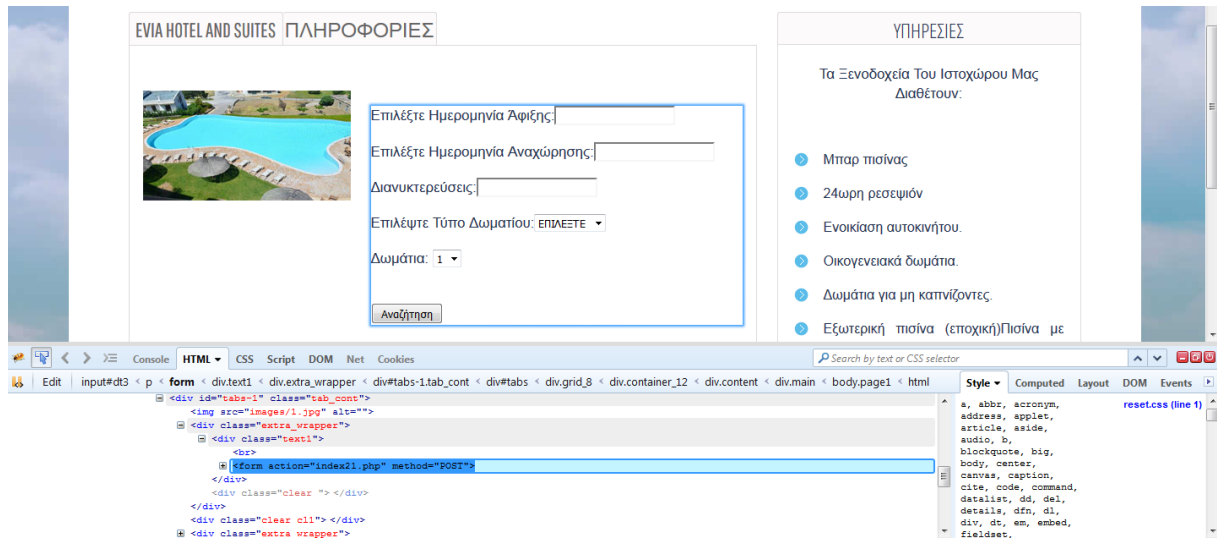 EVIA HOTEL AND SUITES ΠΛΗΡΟΦΟΡΙΕΣ
Επιλέξτε Ημερομηνία Άφιξης:
Επιλέξτε Ημερομηνία Αναχώρησης:
Διανυκτερεύσεις:
Επιλέψτε Τύπο Δωματίου: ΕΠΙΛΕΞΤΕ
Δωμάτια: 1
Αναζήτηση
ΥΠΗΡΕΣΙΕΣ
Τα Ξενοδοχεία Του Ιστοχώρου Μας
Διαθέτουν:
Μπαρ πισίνας
24ωρη ρεσεψιόν
Ενοικίαση αυτοκινήτου.
Οικογενειακά δωμάτια.
Δωμάτια για μη καπνίζοντες.
Εξωτερική πισίνα (εποχική)Πισίνα με
Console HTML CSS Script DOM Net Cookies
Search by text or CSS selector
Edit input#dt3 < p < form < div.text1 < div.extra_wrapper < div#tabs-1.tab_cont < div#tabs < div.grid_8 < div.container_12 < div.content < div.main < body.page1 < html
<div id="tabs-1" class="tab_cont">
<img src="images/1.jpg" alt="">
<div class="extra_wrapper">
<div class="text1">
<br>
<form action="index21.php" method="POST">
</div>
<div class="clear "> </div>
</div>
<div class="clear cl1"> </div>
<div class="extra wrapper">
Style Computed Layout DOM Events
a, abbr, acronym, reset.css (line 1)
address, applet,
article, aside,
audio, b,
blockquote, big,
body, center,
canvas, caption,
cite, code, command,
datalist, dd, del,
details, dfn, dl,
div, dt, em, embed,
fieldset,